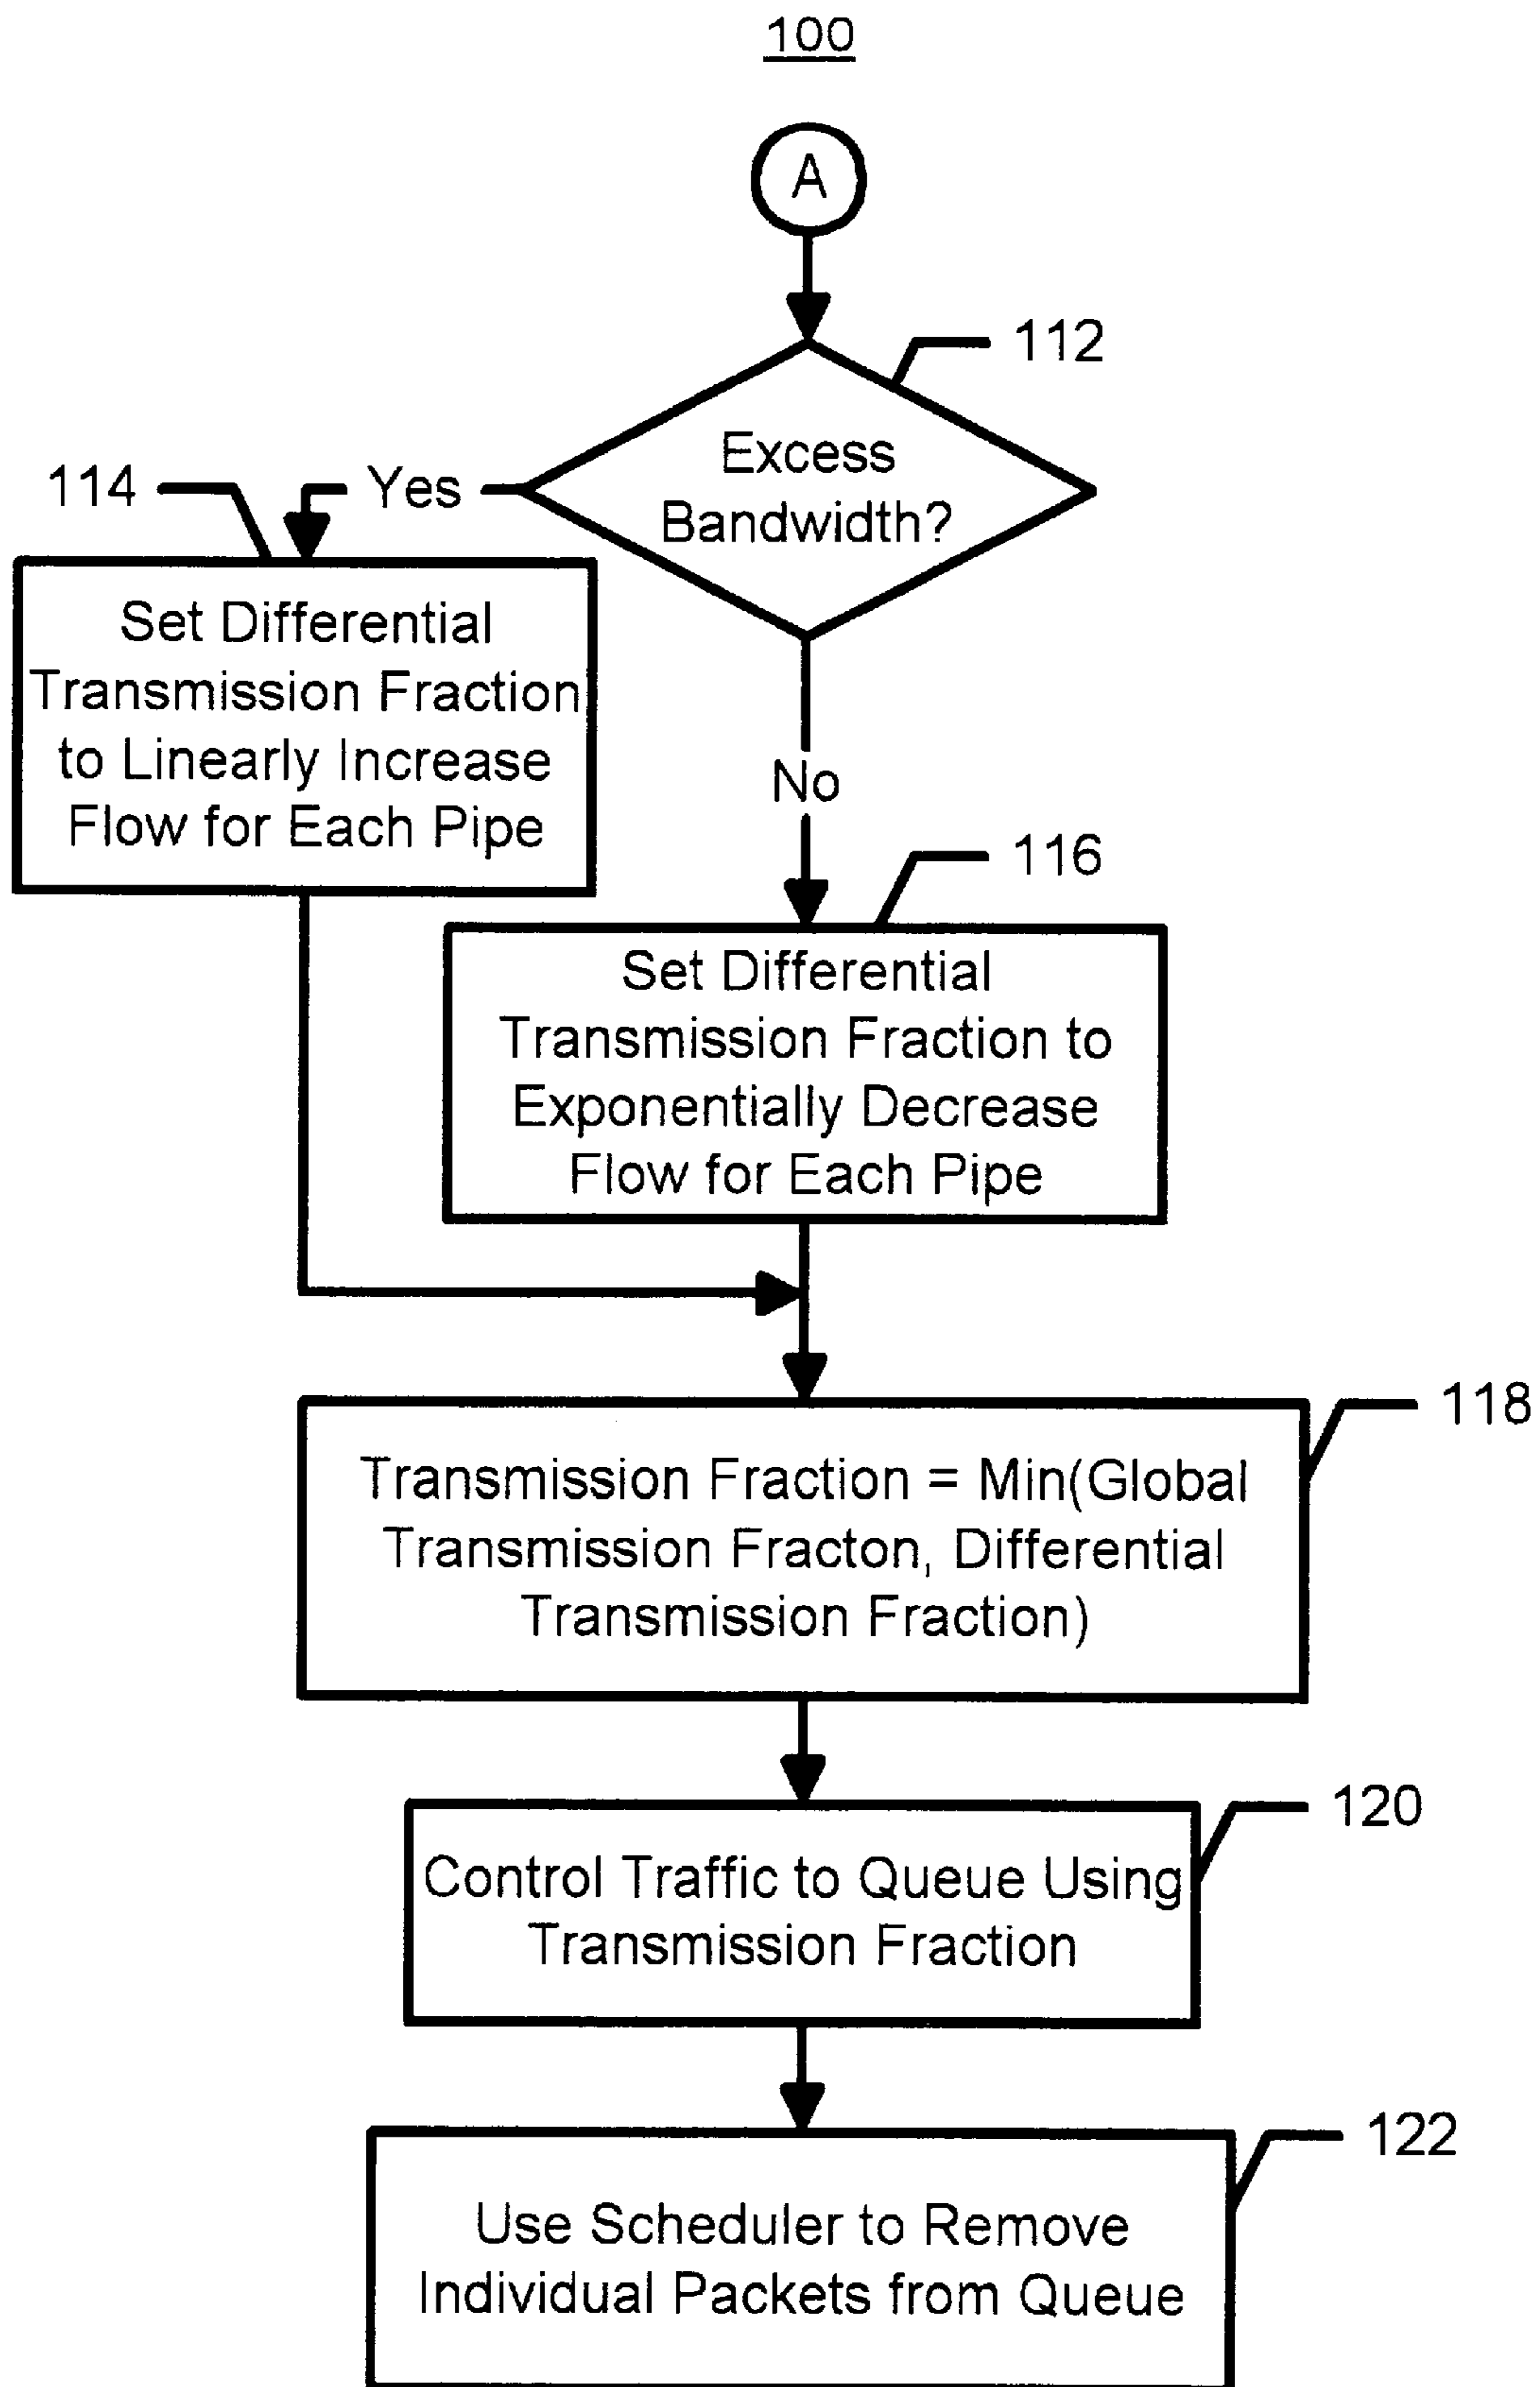 100
A
112
Excess
Bandwidth?
Yes
114
Set Differential
Transmission Fraction
to Linearly Increase
Flow for Each Pipe
No
116
Set Differential
Transmission Fraction to
Exponentially Decrease
Flow for Each Pipe
118
Transmission Fraction = Min(Global
Transmission Fracton, Differential
Transmission Fraction)
120
Control Traffic to Queue Using
Transmission Fraction
122
Use Scheduler to Remove
Individual Packets from Queue